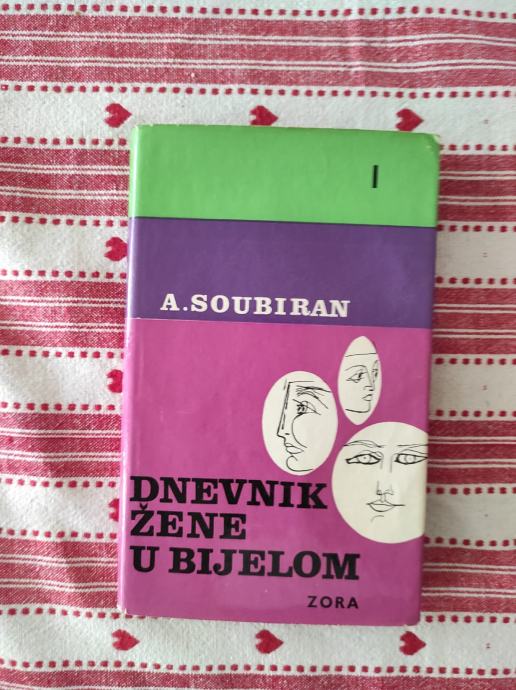 I
A. SOUBIRAN
DNEVNIK
ŽENE
U BIJELOM
ZORA